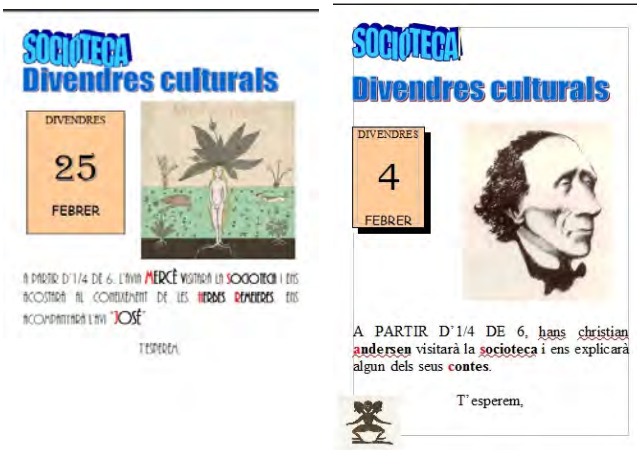 SOCIOTECA
Divendres culturals
DIVENDRES
25
FEBRER
A PARTIR D'1/4 DE 6. L'AVIA MERCÈ VISITARÀ LA SOCIOTECA I ENS
ACOSTARÀ AL CONEIXEMENT DE LES HERBES REMEIERES. ENS
ACOMPANYARÀ L'AVI "JOSÉ"
T'ESPEREM,
SOCIOTECA
Divendres culturals
DIVENDRES
4
FEBRER
A PARTIR D'1/4 DE 6, hans christian
andersen visitarà la socioteca i ens explicarà
algun dels seus contes.
T'esperem,